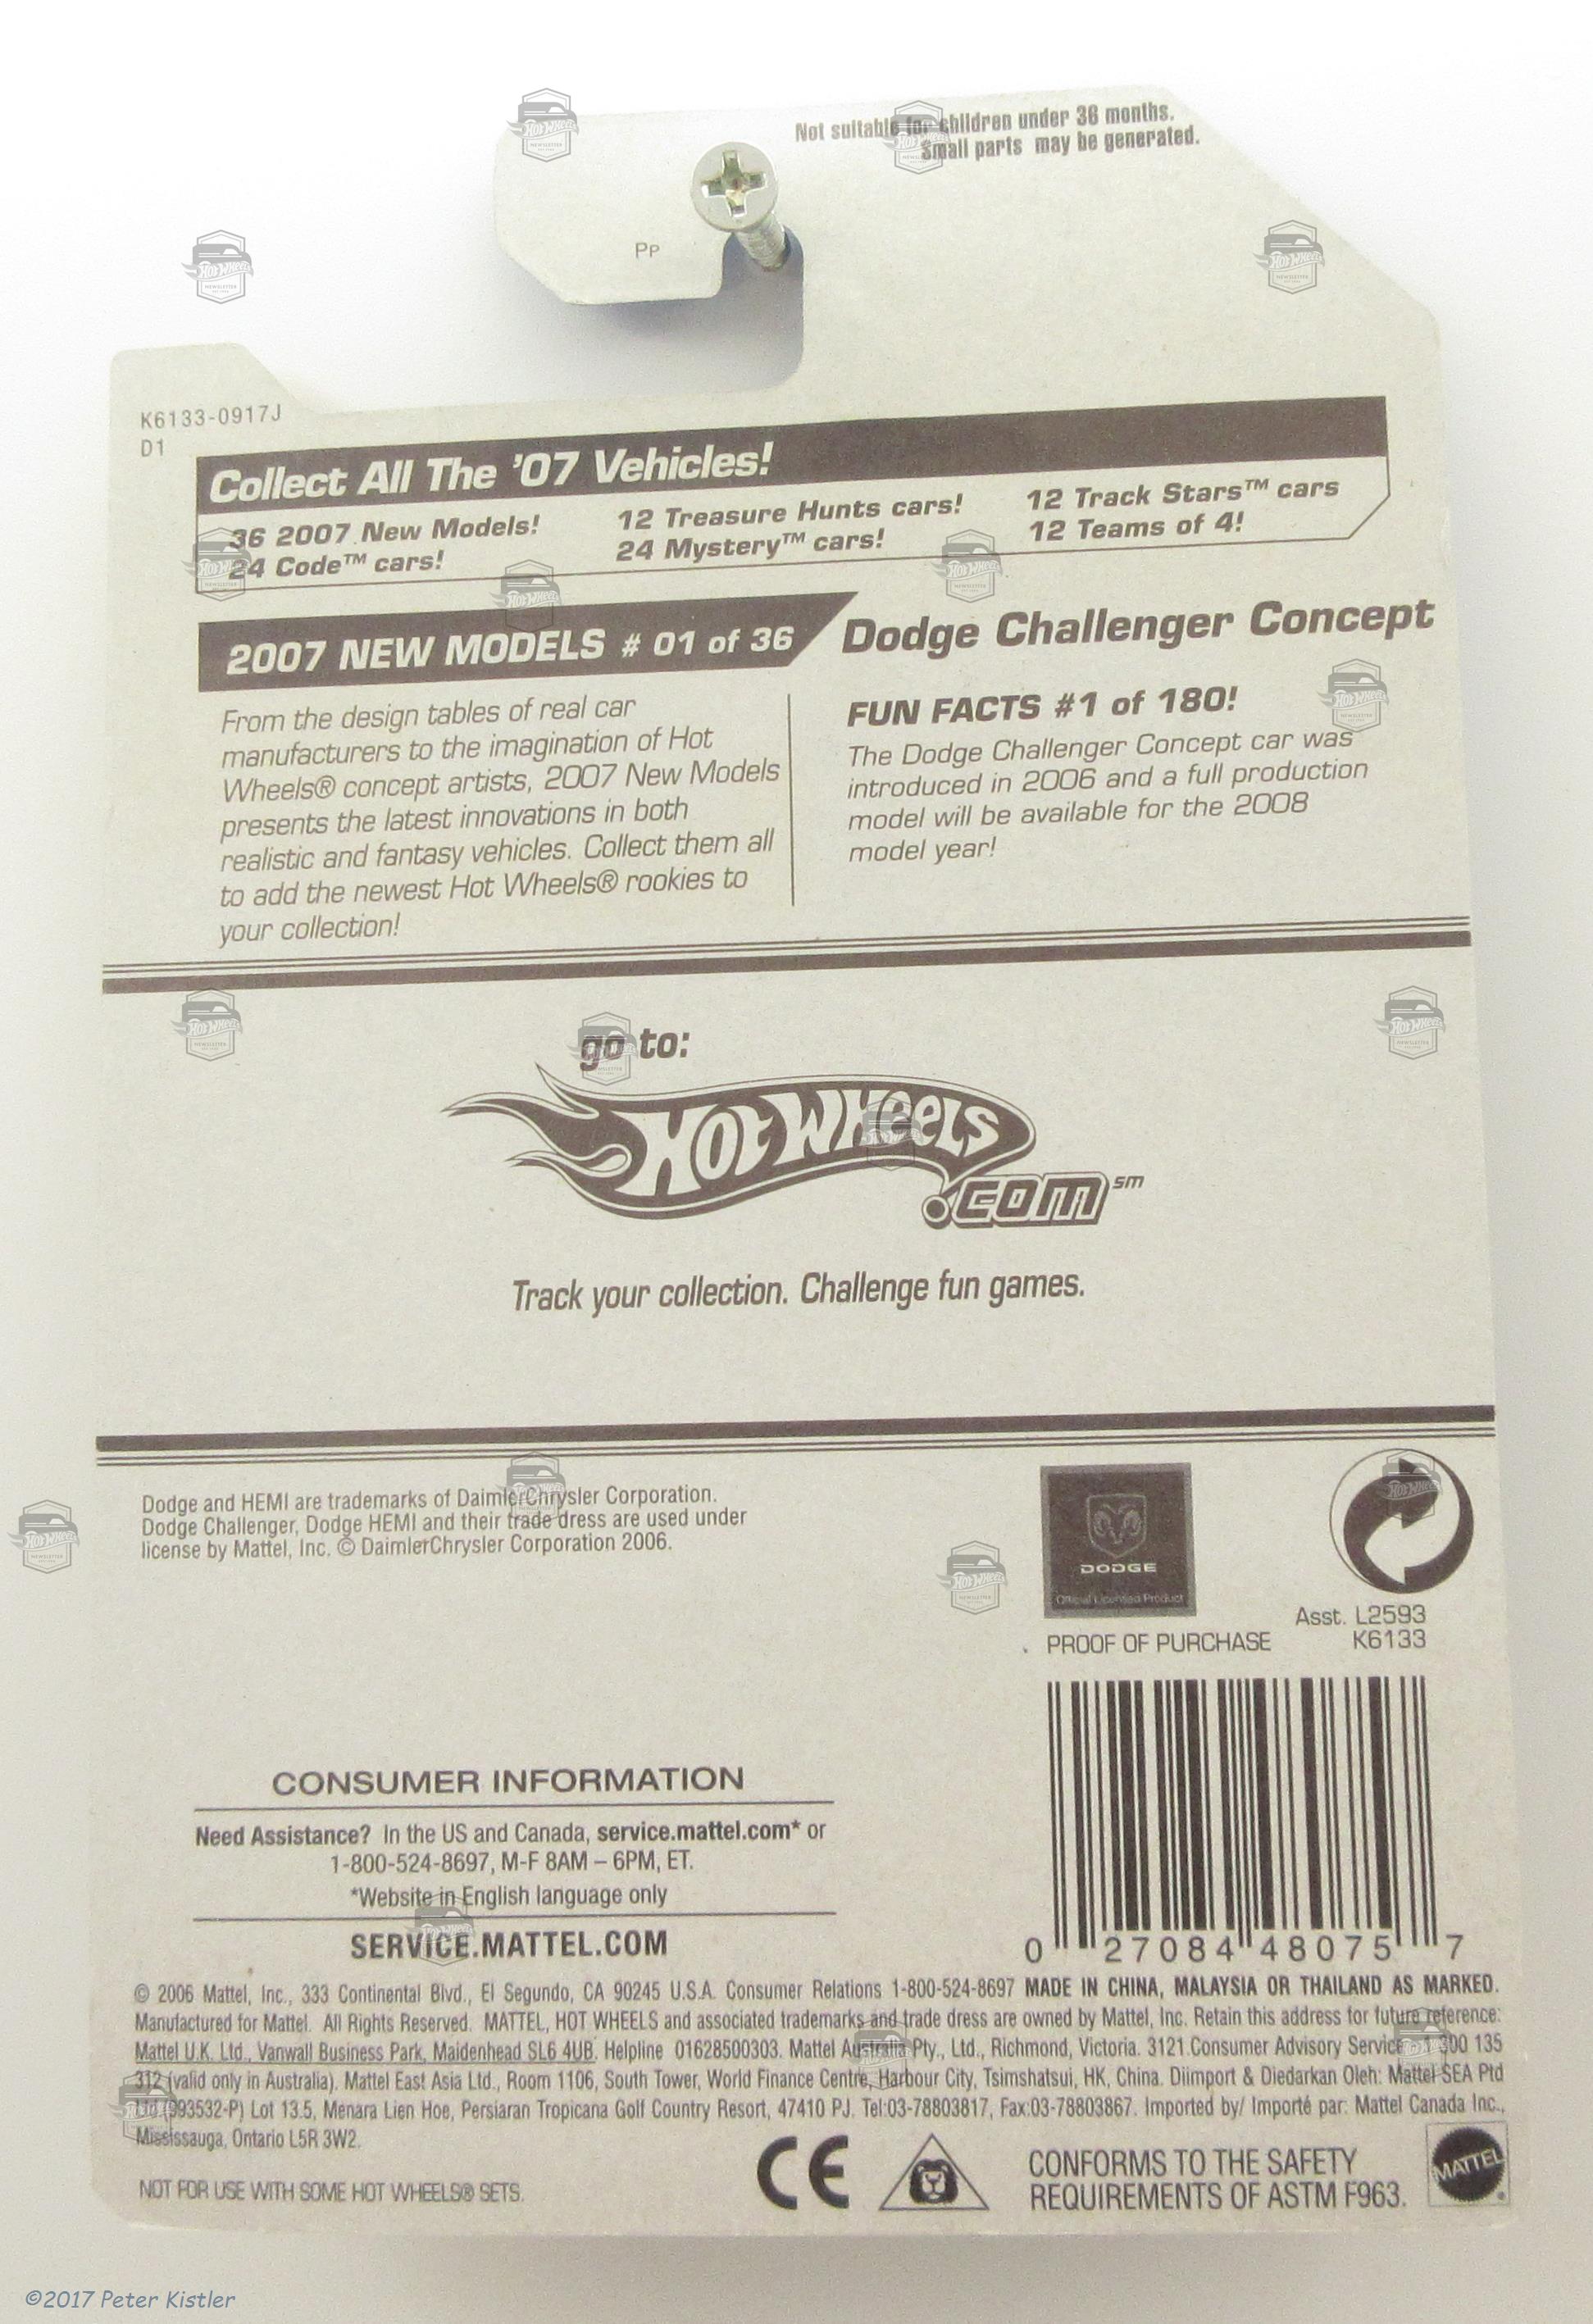 Not suitable for children under 36 months.
Small parts may be generated.
PP
K6133-0917J
D1
Collect All The '07 Vehicles!
36 2007 New Models!
24 Code™ cars!
12 Treasure Hunts cars!
24 Mystery™ cars!
12 Track Stars™ cars
12 Teams of 4!
2007 NEW MODELS # 01 of 36
Dodge Challenger Concept
From the design tables of real car
manufacturers to the imagination of Hot
Wheels® concept artists, 2007 New Models
presents the latest innovations in both
realistic and fantasy vehicles. Collect them all
to add the newest Hot Wheels® rookies to
your collection!
FUN FACTS #1 of 180!
The Dodge Challenger Concept car was
introduced in 2006 and a full production
model will be available for the 2008
model year!
go to:
HOT WHEELS
.COM℠
Track your collection. Challenge fun games.
Dodge and HEMI are trademarks of DaimlerChrysler Corporation.
Dodge Challenger, Dodge HEMI and their trade dress are used under
license by Mattel, Inc. © DaimlerChrysler Corporation 2006.
DODGE
Official Licensed Product
PROOF OF PURCHASE
Asst. L2593
K6133
0 27084 48075 7
CONSUMER INFORMATION
Need Assistance? In the US and Canada, service.mattel.com* or
1-800-524-8697, M-F 8AM – 6PM, ET.
*Website in English language only
SERVICE.MATTEL.COM
© 2006 Mattel, Inc., 333 Continental Blvd., El Segundo, CA 90245 U.S.A. Consumer Relations 1-800-524-8697 MADE IN CHINA, MALAYSIA OR THAILAND AS MARKED.
Manufactured for Mattel. All Rights Reserved. MATTEL, HOT WHEELS and associated trademarks and trade dress are owned by Mattel, Inc. Retain this address for future reference:
Mattel U.K. Ltd., Vanwall Business Park, Maidenhead SL6 4UB. Helpline 01628500303. Mattel Australia Pty., Ltd., Richmond, Victoria. 3121.Consumer Advisory Service - 1 300 135
312 (valid only in Australia). Mattel East Asia Ltd., Room 1106, South Tower, World Finance Centre, Harbour City, Tsimshatsui, HK, China. Diimport & Diedarkan Oleh: Mattel SEA Ptd
Ltd.(993532-P) Lot 13.5, Menara Lien Hoe, Persiaran Tropicana Golf Country Resort, 47410 PJ. Tel:03-78803817, Fax:03-78803867. Imported by/ Importé par: Mattel Canada Inc.,
Mississauga, Ontario L5R 3W2.
NOT FOR USE WITH SOME HOT WHEELS® SETS.
CE
CONFORMS TO THE SAFETY
REQUIREMENTS OF ASTM F963.
MATTEL®
©2017 Peter Kistler